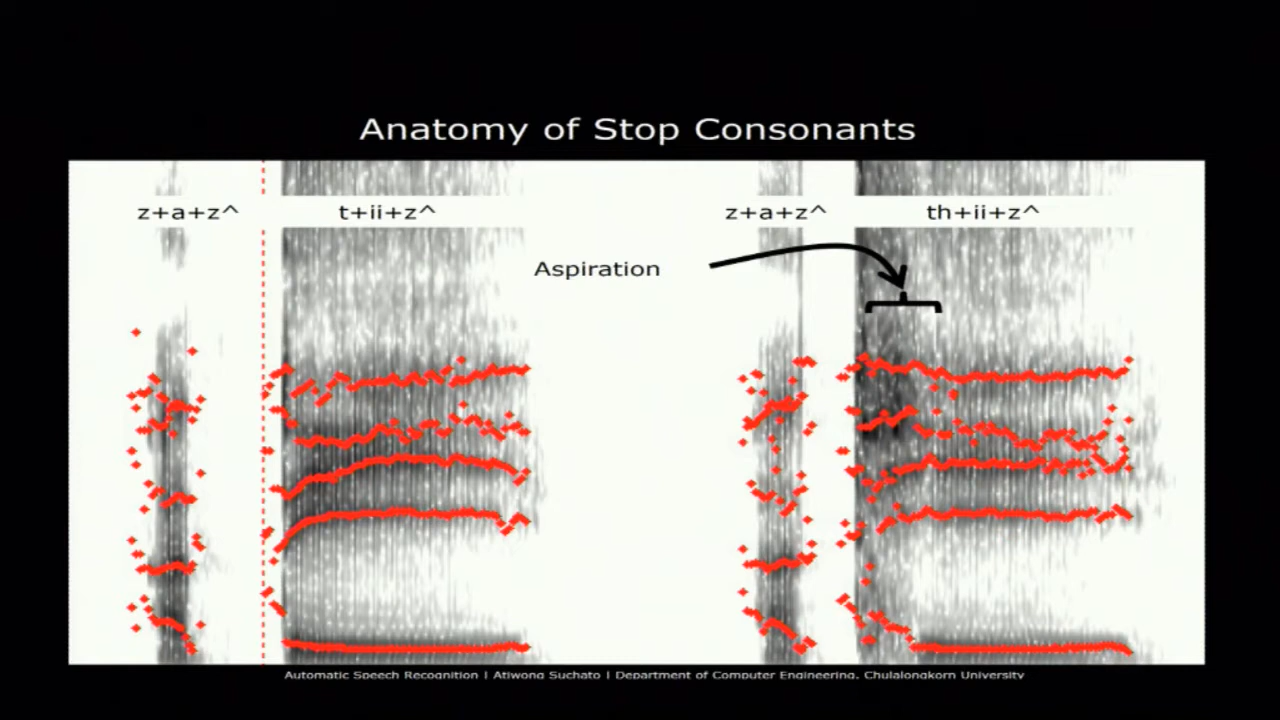 Anatomy of Stop Consonants
z+a+z^ t+ii+z^ z+a+z^ th+ii+z^
Aspiration
Automatic Speech Recognition | Atiwong Suchato | Department of Computer Engineering, Chulalongkorn University